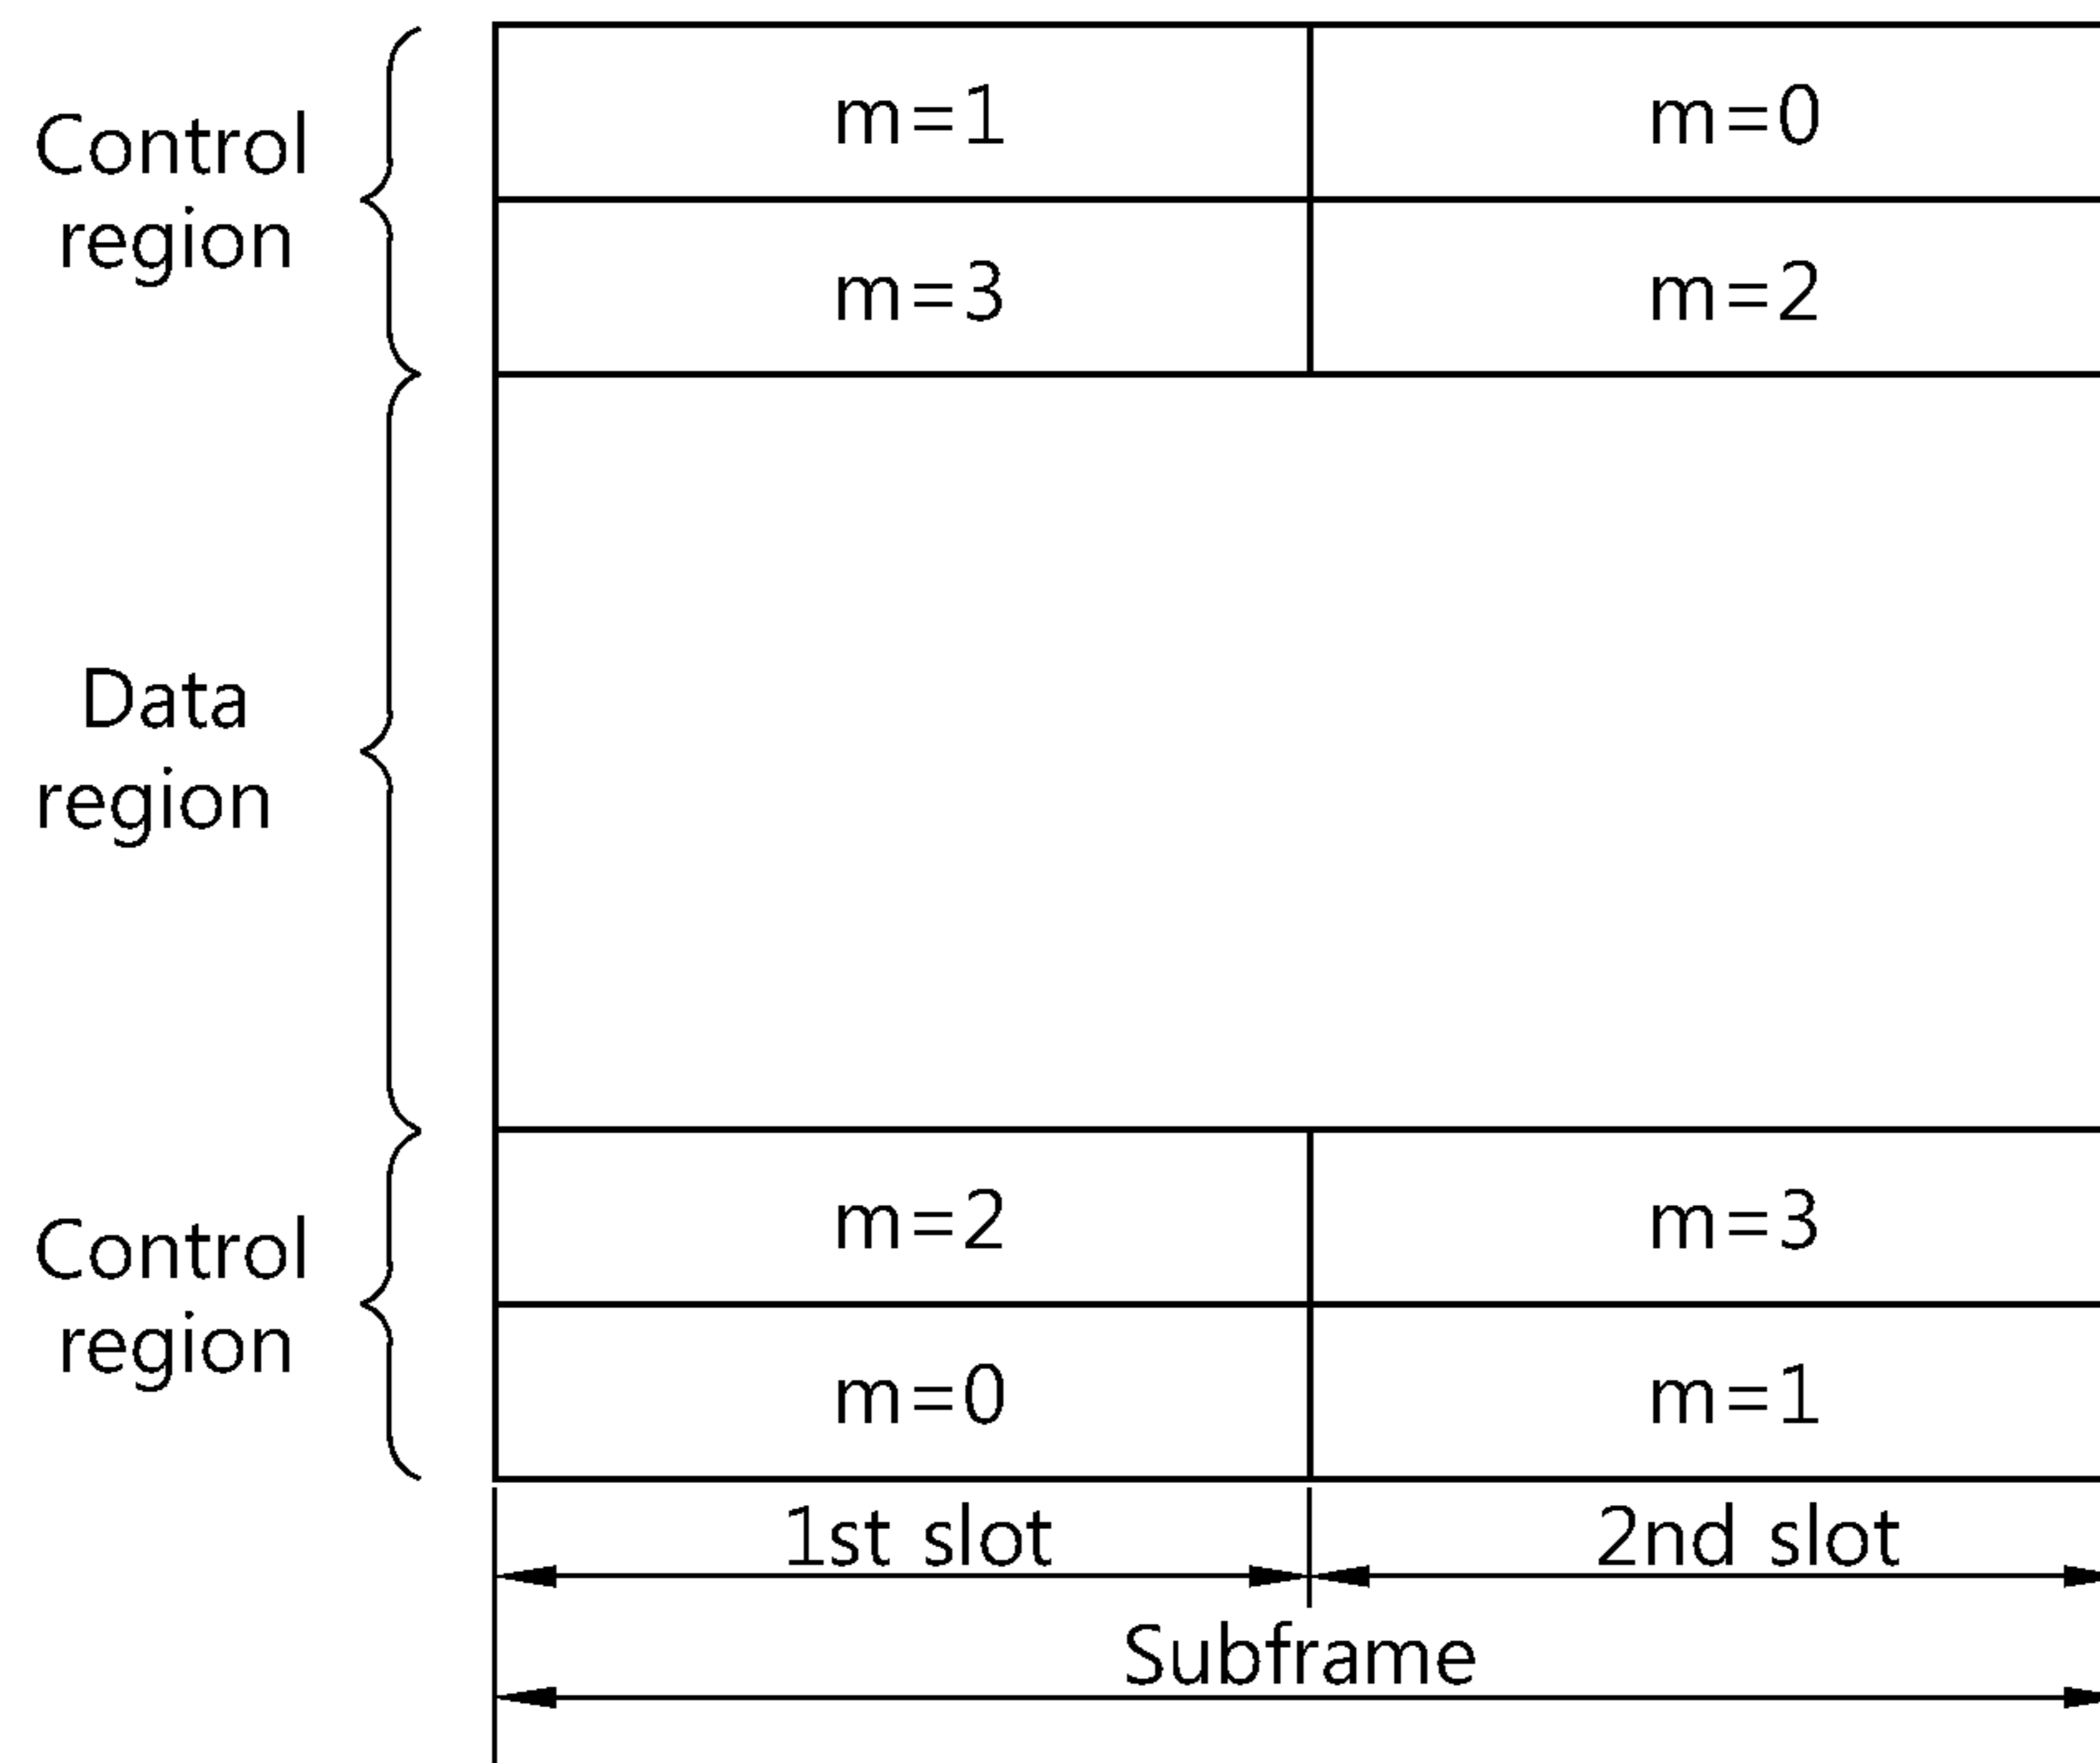 Control
region
m=1
m=0
m=3
m=2
Data
region
Control
region
m=2
m=3
m=0
m=1
1st slot
2nd slot
Subframe